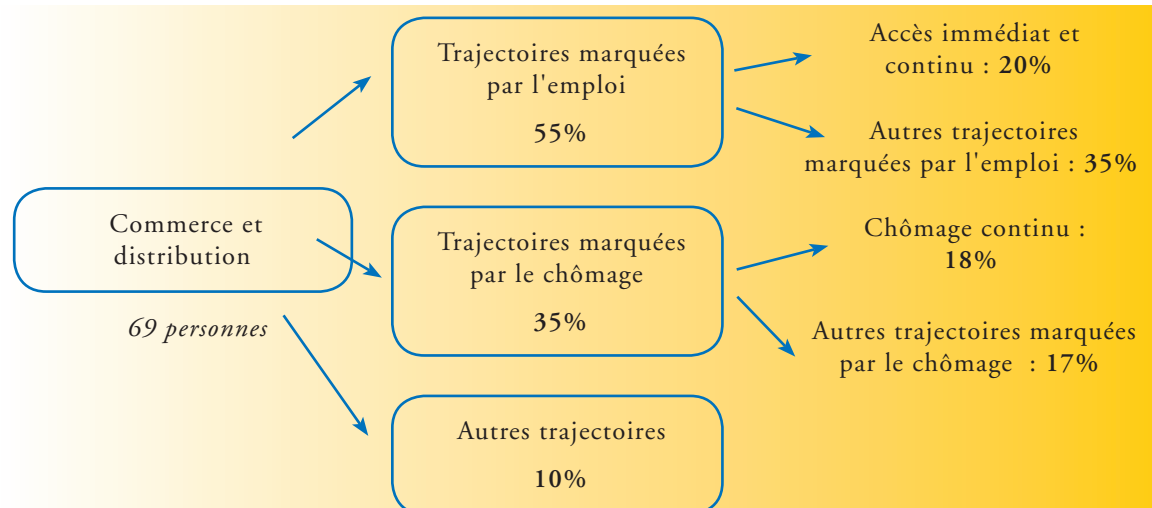 Commerce et
distribution
69 personnes
Trajectoires marquées
par l'emploi
55%
Accès immédiat et
continu : 20%
Autres trajectoires
marquées par l'emploi : 35%
Trajectoires marquées
par le chômage
35%
Chômage continu :
18%
Autres trajectoires marquées
par le chômage : 17%
Autres trajectoires
10%